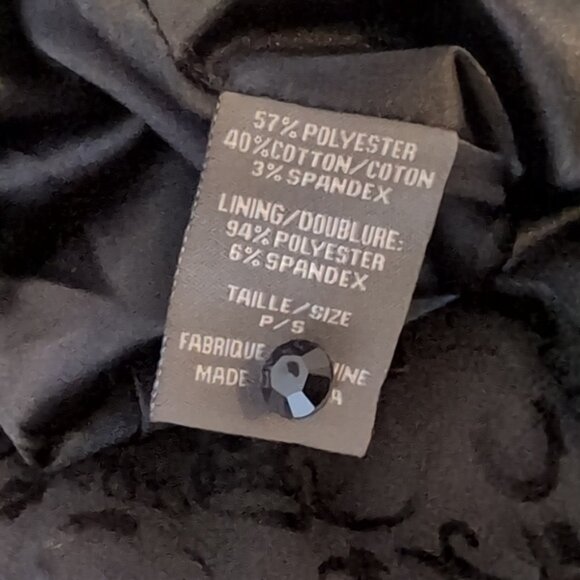 57% POLYESTER
40%COTTON/COTON
3% SPANDEX
LINING/DOUBLURE:
94% POLYESTER
6% SPANDEX
TAILLE/SIZE
P/S
FABRIQUE
MADE